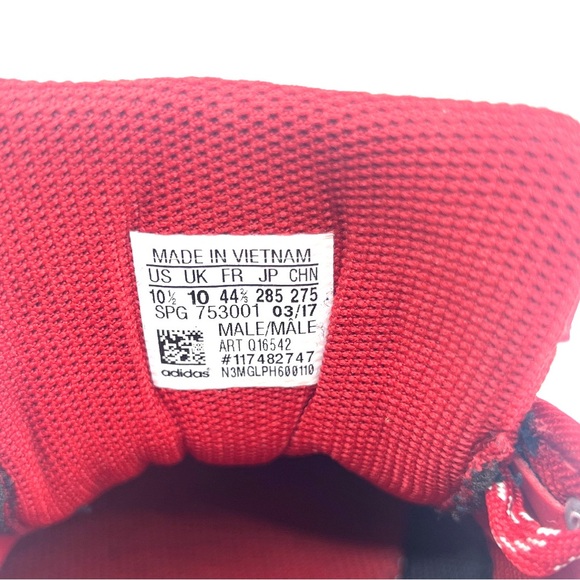 MADE IN VIETNAM
US UK FR JP CHN
10½ 10 44⅔ 285 275
SPG 753001 03/17
MALE/MÂLE
ART Q16542
#117482747
adidas N3MGLPH600110